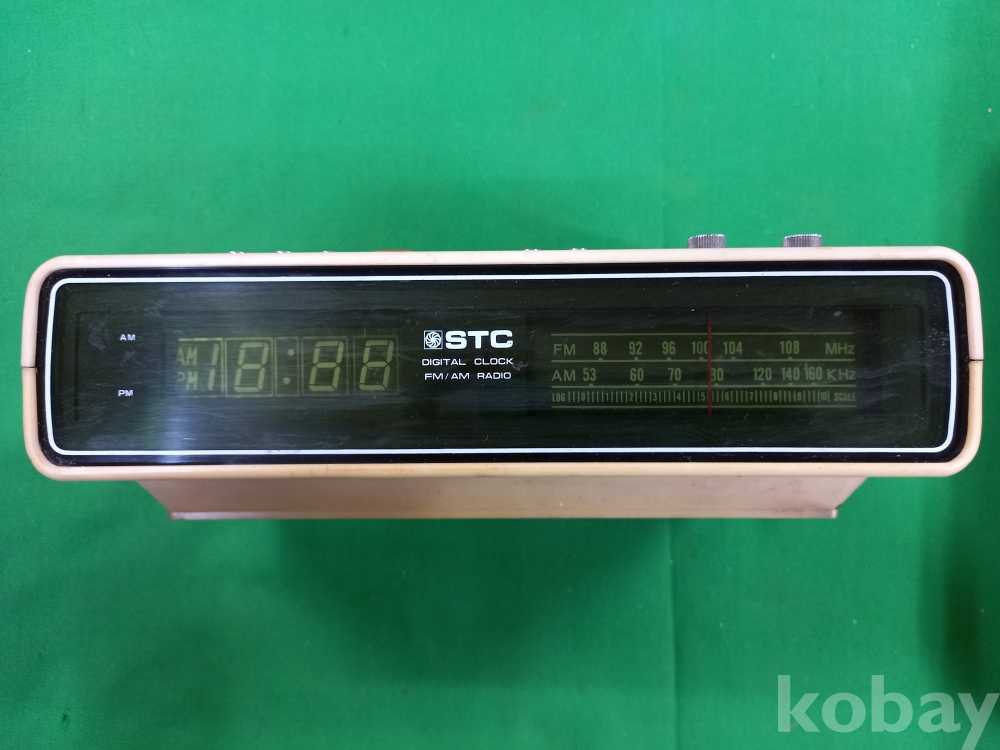 AM
PM
AM
PM
18:88
STC
DIGITAL CLOCK
FM/AM RADIO
FM 88 92 96 100 104 108 MHz
AM 53 60 70 90 120 140 160 KHz
LOG 0 1 2 3 4 5 6 7 8 9 10 SCALE
kobay